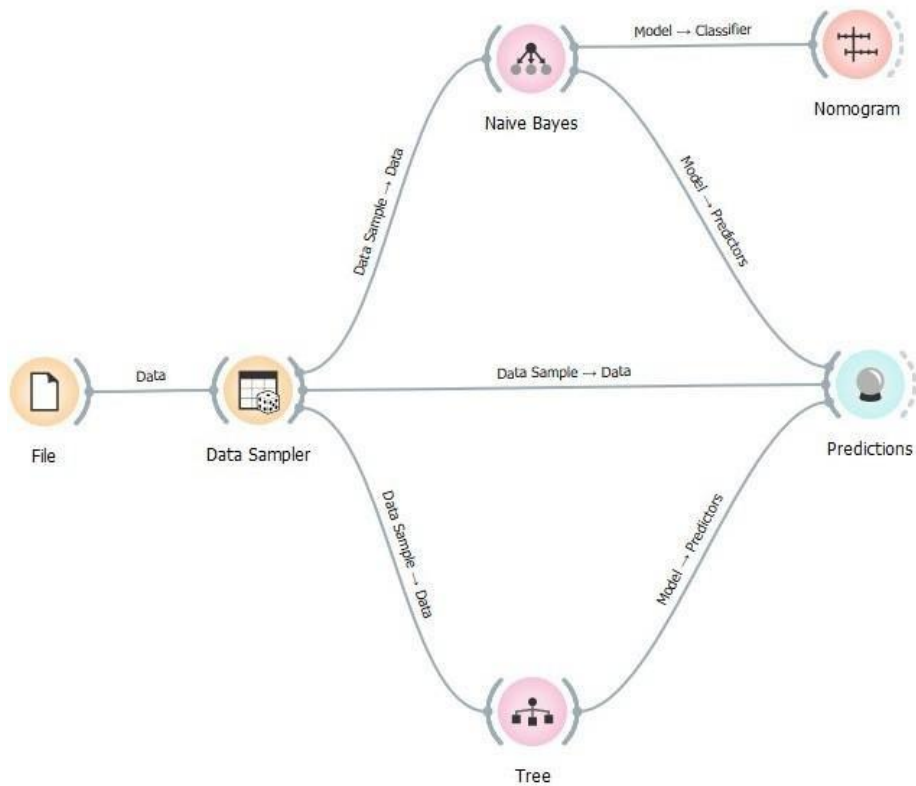 Model → Classifier
Nomogram
Naive Bayes
Data Sample → Data
Model → Predictors
Data
Data Sample → Data
File
Data Sampler
Predictions
Data Sample → Data
Model → Predictors
Tree